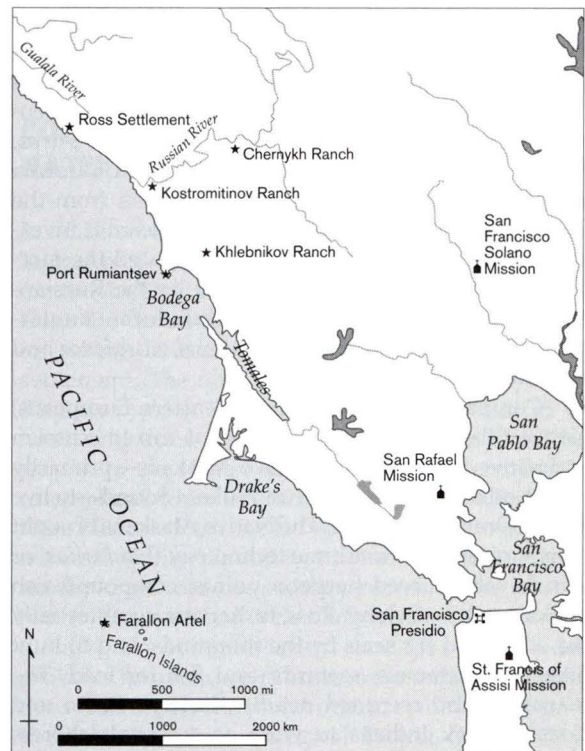 Gualala River
Ross Settlement
Russian River
Chernykh Ranch
Kostromitinov Ranch
San
Francisco
Solano
Mission
Khlebnikov Ranch
Port Rumiantsev
Bodega
Bay
Tomales
PACIFIC
OCEAN
San
Pablo Bay
San Rafael
Mission
Drake's
Bay
San
Francisco
Bay
San Francisco
Presidio
Farallon Artel
Farallon Islands
St. Francis of
Assisi Mission
N
0 500 1000 mi
0 1000 2000 km